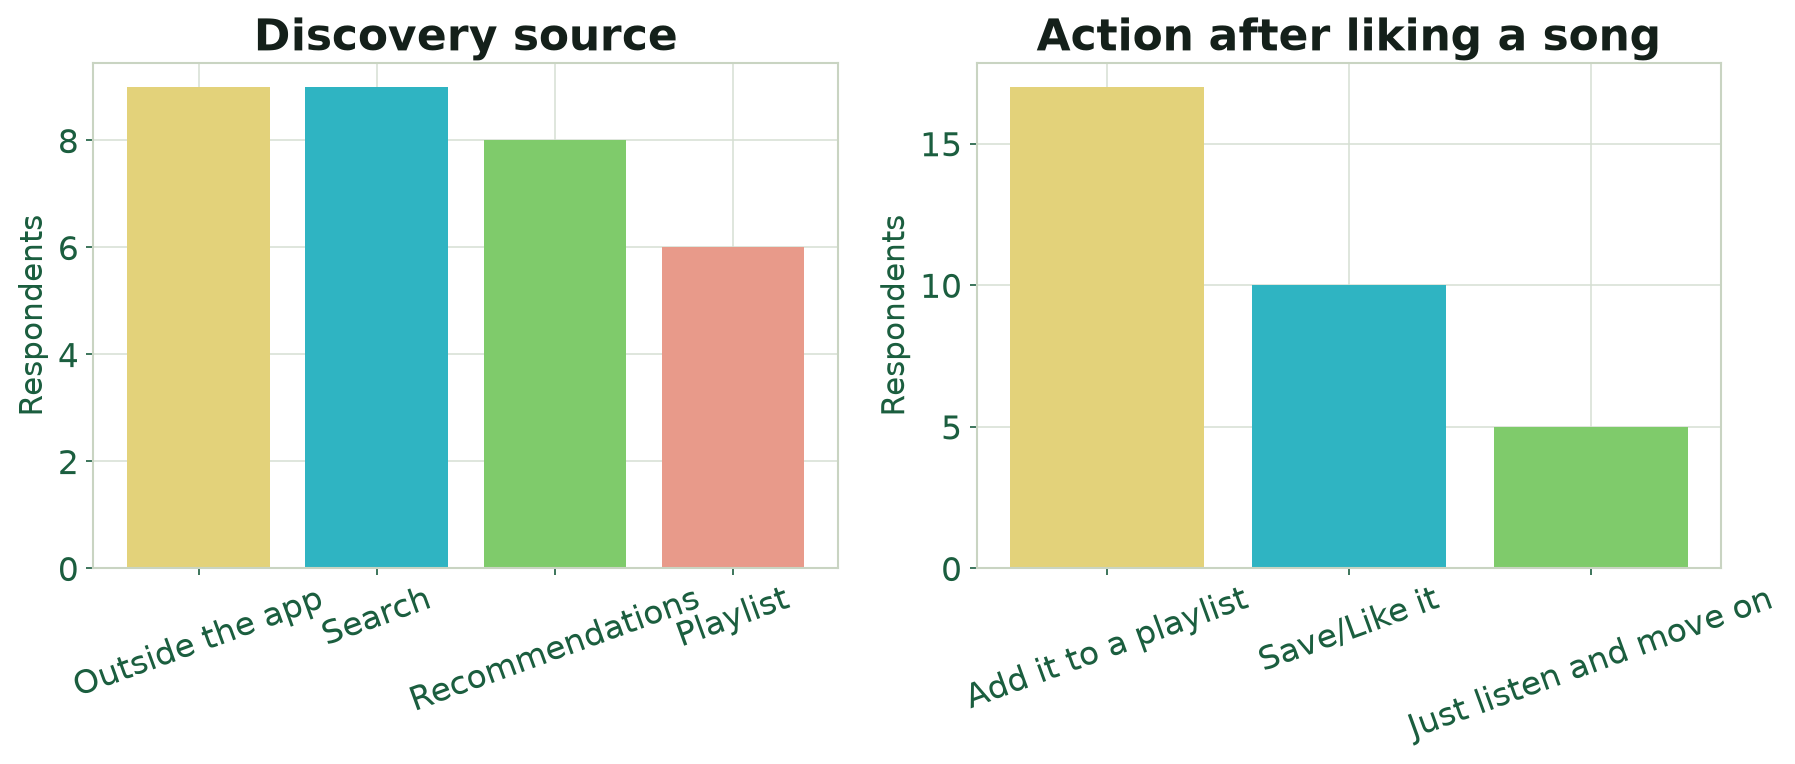 Discovery source
Respondents
8
6
4
2
0
Outside the app
Search
Recommendations
Playlist
Action after liking a song
Respondents
15
10
5
0
Add it to a playlist
Save/Like it
Just listen and move on